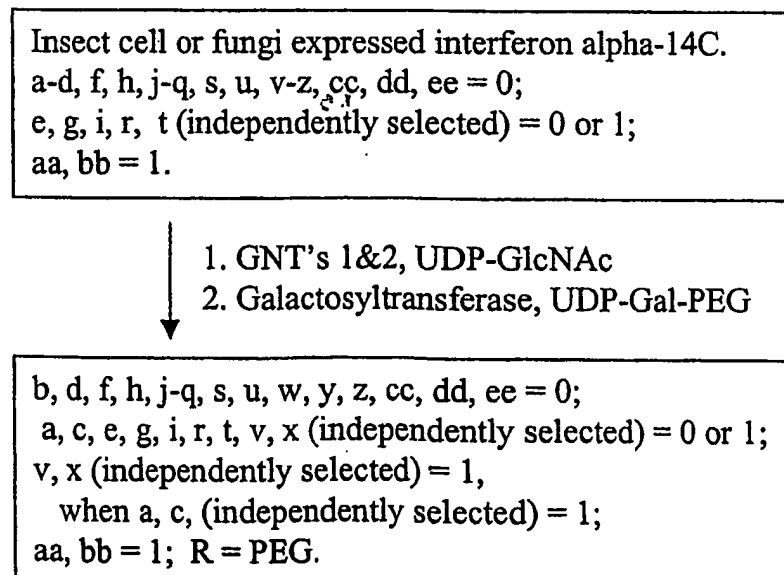 Insect cell or fungi expressed interferon alpha-14C.
a-d, f, h, j-q, s, u, v-z, cc, dd, ee = 0;
e, g, i, r, t (independently selected) = 0 or 1;
aa, bb = 1.
1. GNT's 1&2, UDP-GlcNAc
2. Galactosyltransferase, UDP-Gal-PEG
b, d, f, h, j-q, s, u, w, y, z, cc, dd, ee = 0;
a, c, e, g, i, r, t, v, x (independently selected) = 0 or 1;
v, x (independently selected) = 1,
when a, c, (independently selected) = 1;
aa, bb = 1; R = PEG.